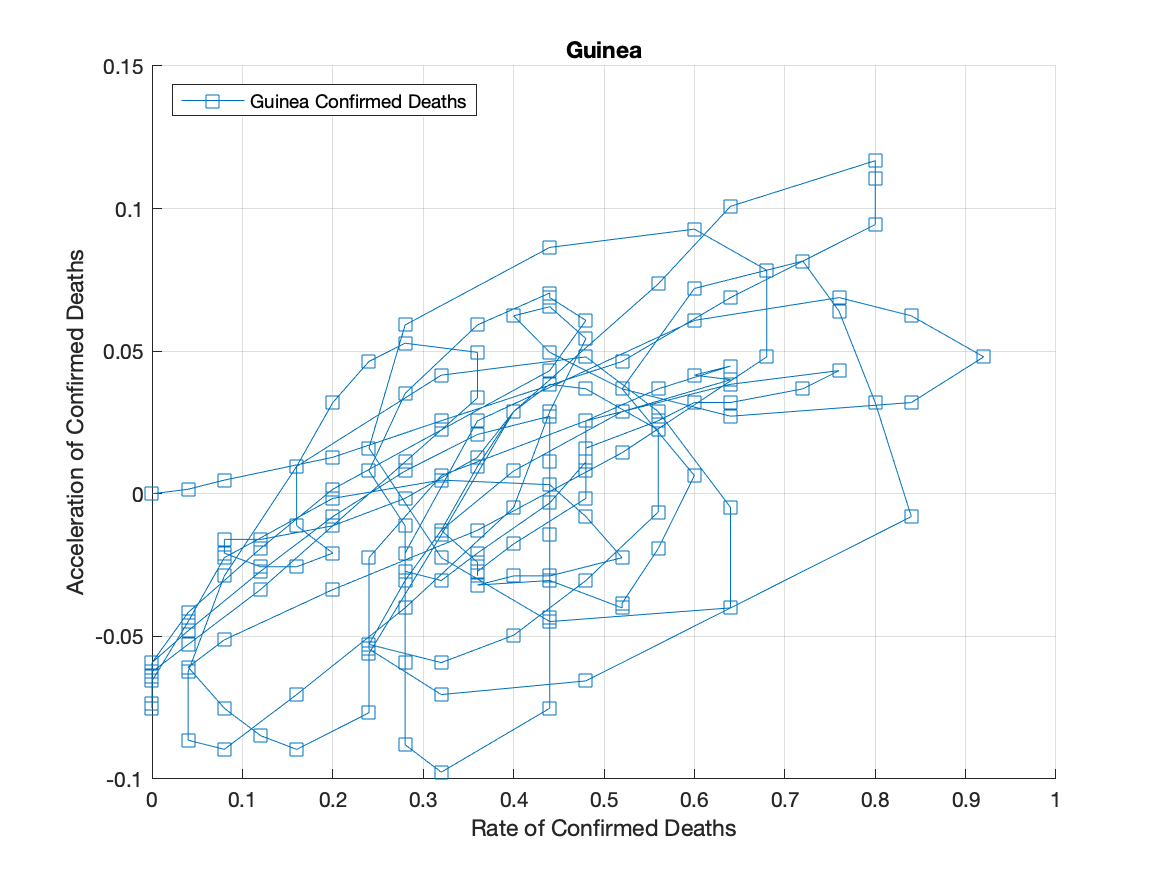 Guinea
Guinea Confirmed Deaths
0.15
0.1
0.05
0
-0.05
-0.1
Acceleration of Confirmed Deaths
0 0.1 0.2 0.3 0.4 0.5 0.6 0.7 0.8 0.9 1
Rate of Confirmed Deaths